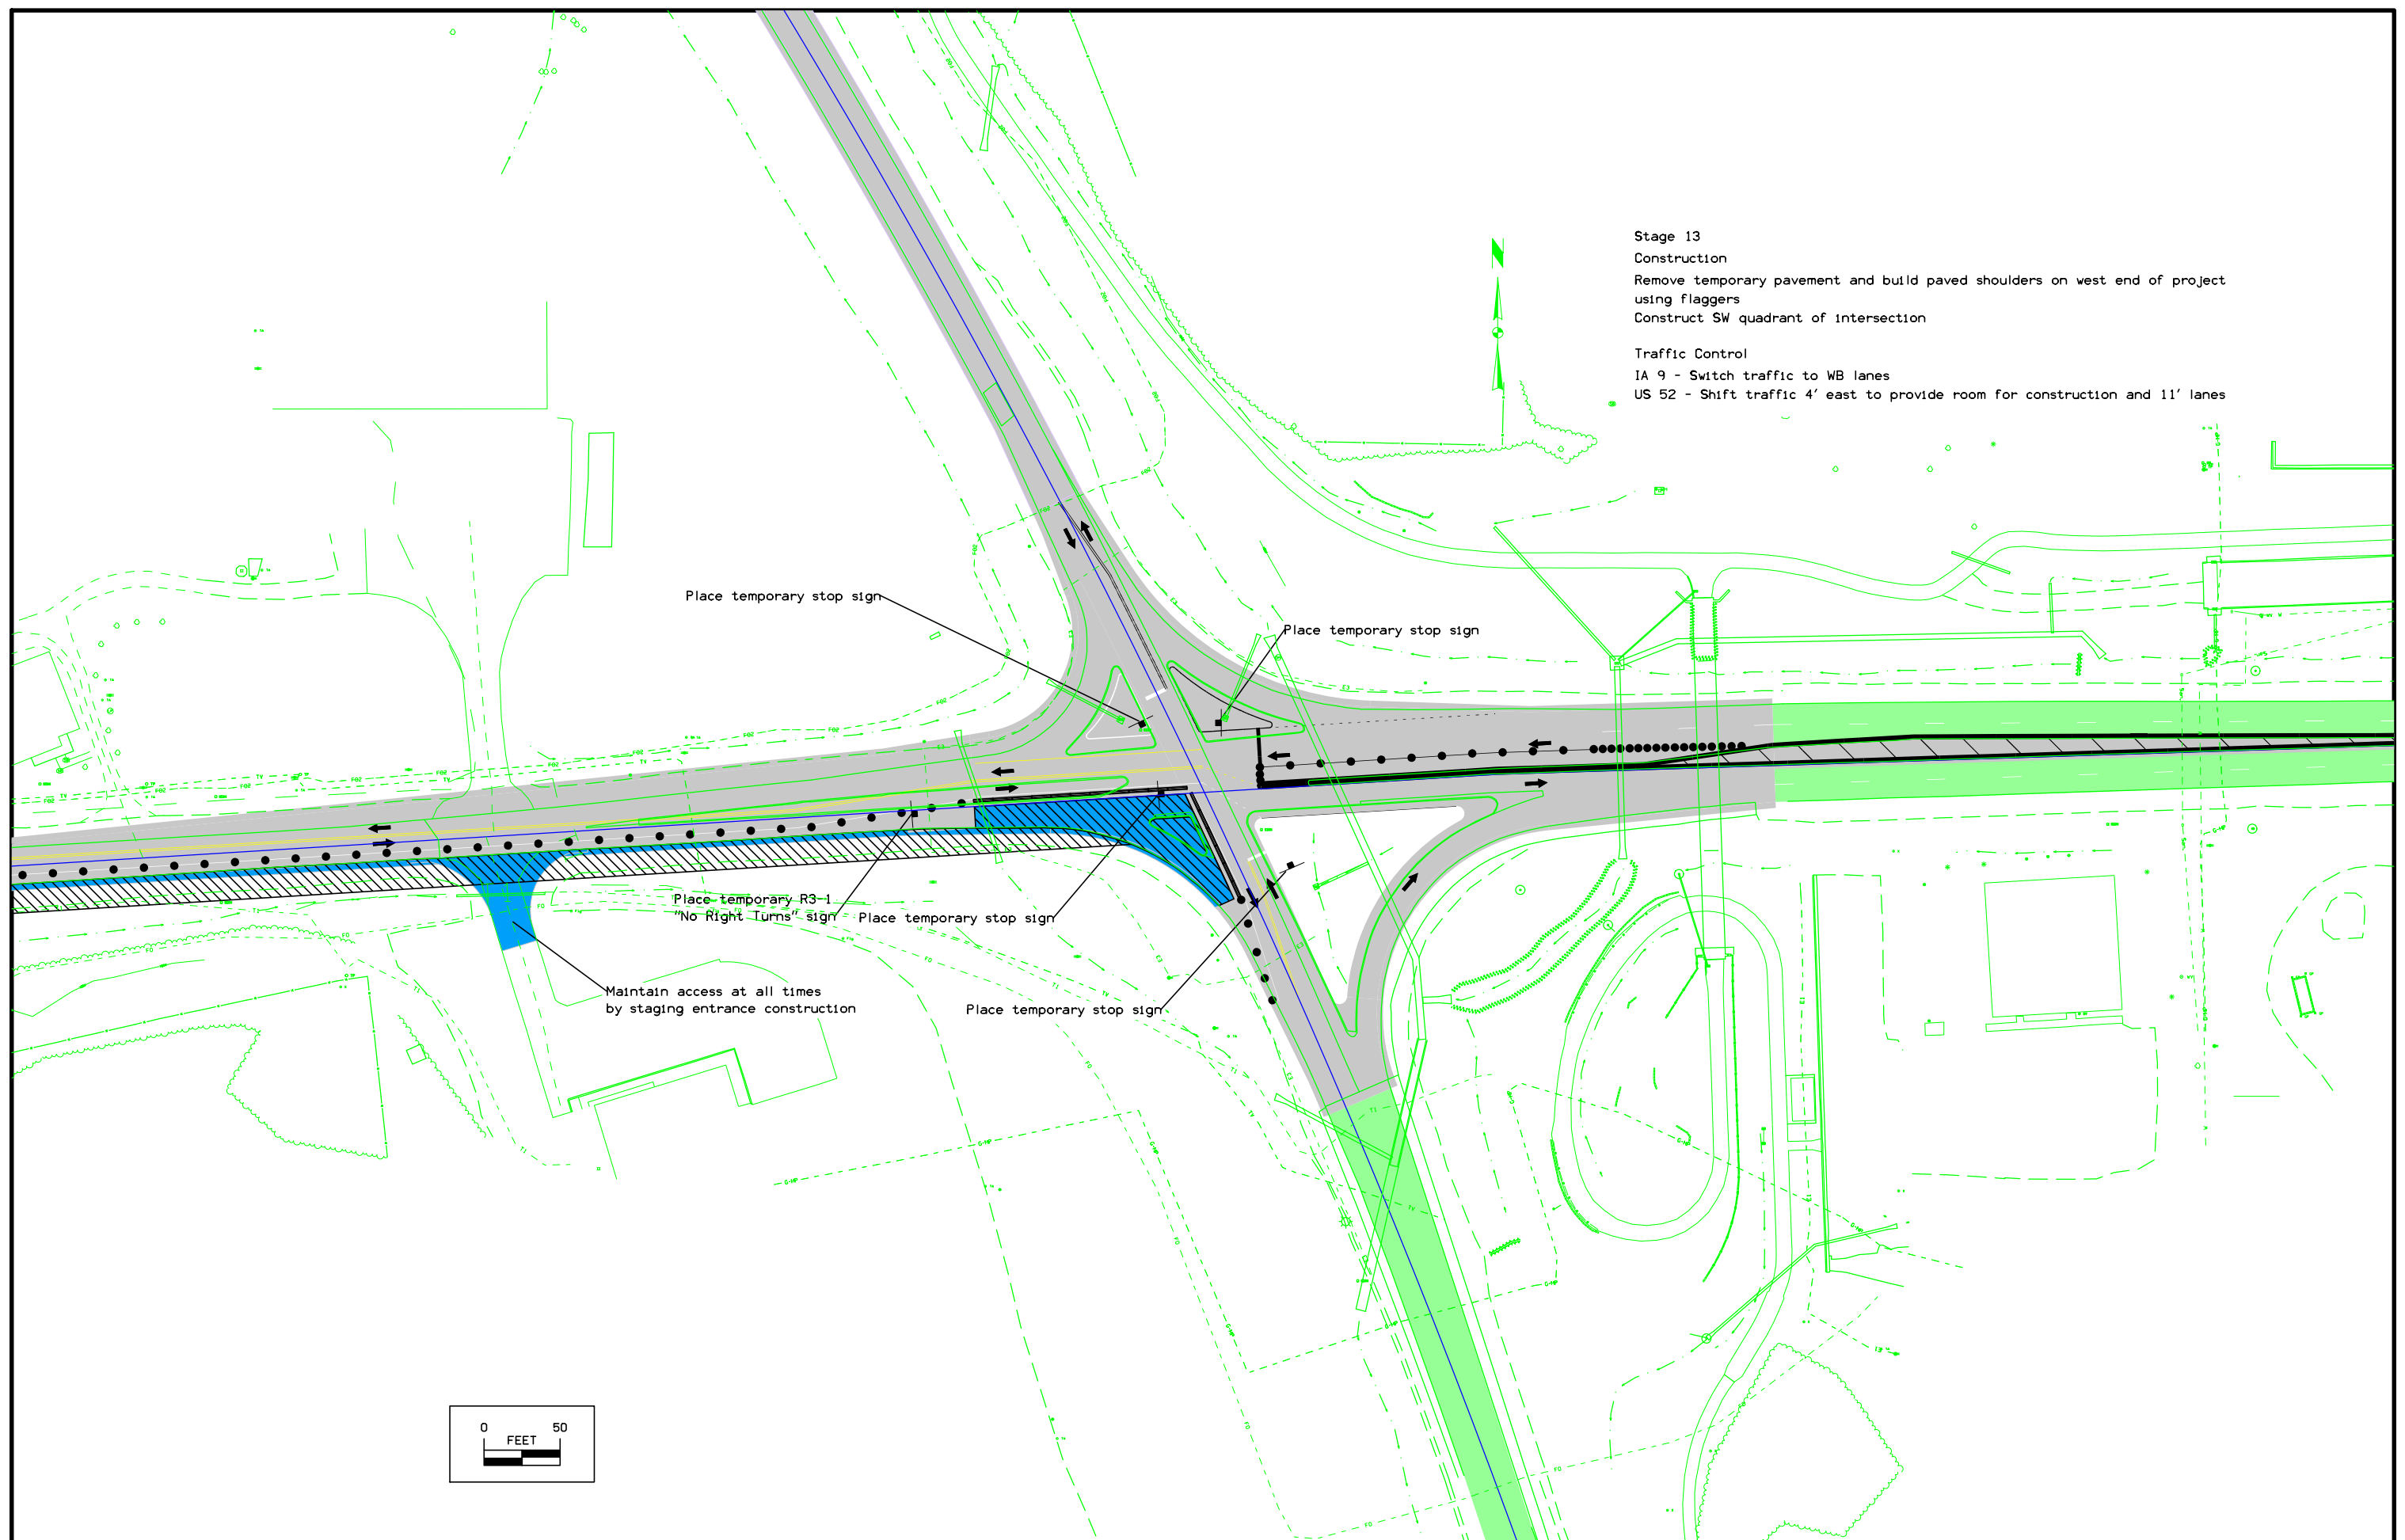 Stage 13
Construction
Remove temporary pavement and build paved shoulders on west end of project
using flaggers
Construct SW quadrant of intersection
Traffic Control
IA 9 - Switch traffic to WB lanes
US 52 - Shift traffic 4' east to provide room for construction and 11' lanes
Place temporary stop sign
Place temporary stop sign
Place temporary R3-1
"No Right Turns" sign
Place temporary stop sign
Maintain access at all times
by staging entrance construction
Place temporary stop sign
0 50
FEET